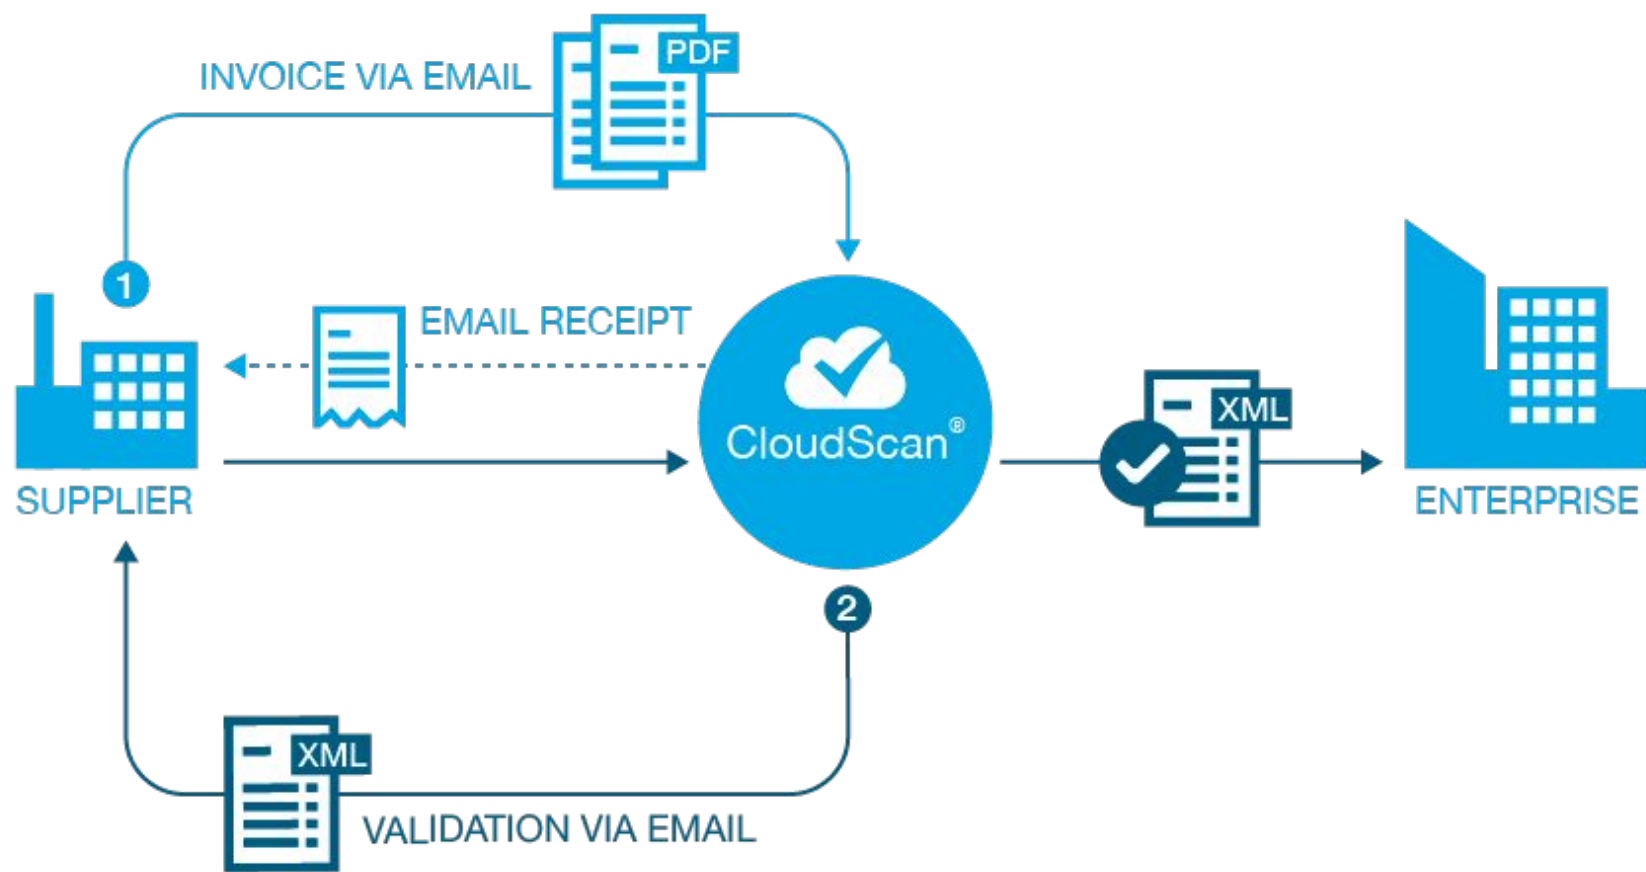 INVOICE VIA EMAIL
PDF
1
EMAIL RECEIPT
CloudScan®
XML
SUPPLIER
ENTERPRISE
2
XML
VALIDATION VIA EMAIL